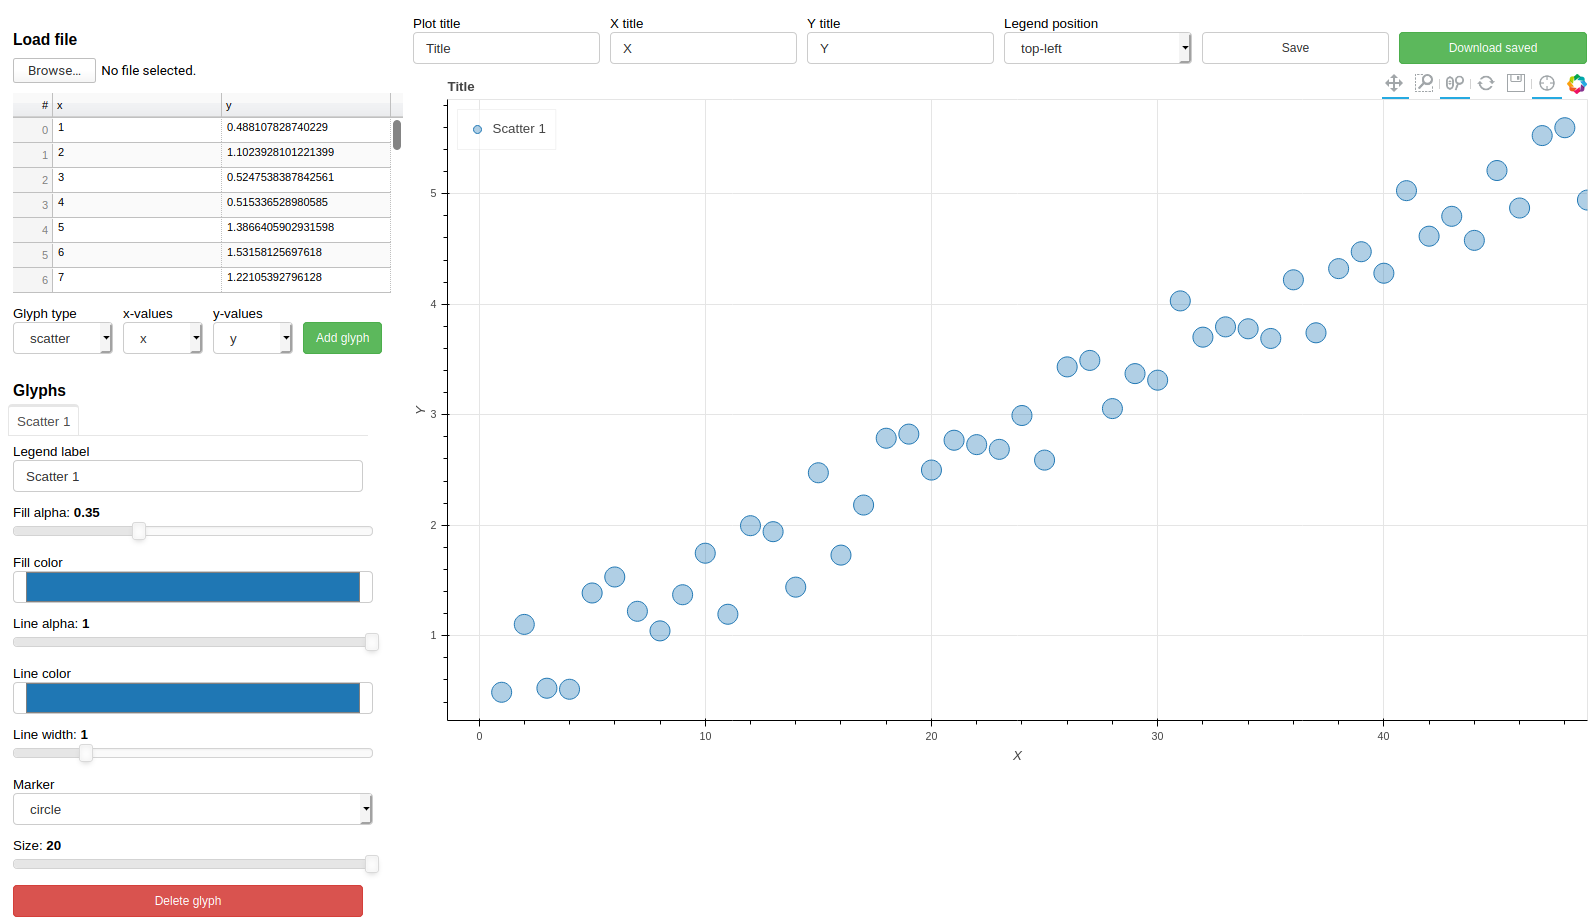 Load file
Browse... No file selected.
# x y
0 1 0.488107828740229
1 2 1.1023928101221399
2 3 0.5247538387842561
3 4 0.515336528980585
4 5 1.3866405902931598
5 6 1.53158125697618
6 7 1.22105392796128
Glyph type x-values y-values
scatter x y Add glyph
Glyphs
Scatter 1
Legend label
Scatter 1
Fill alpha: 0.35
Fill color
Line alpha: 1
Line color
Line width: 1
Marker
circle
Size: 20
Delete glyph
Plot title X title Y title Legend position
Title X Y top-left Save Download saved
Title
Scatter 1
5
4
3
2
1
Y
0 10 20 30 40
X